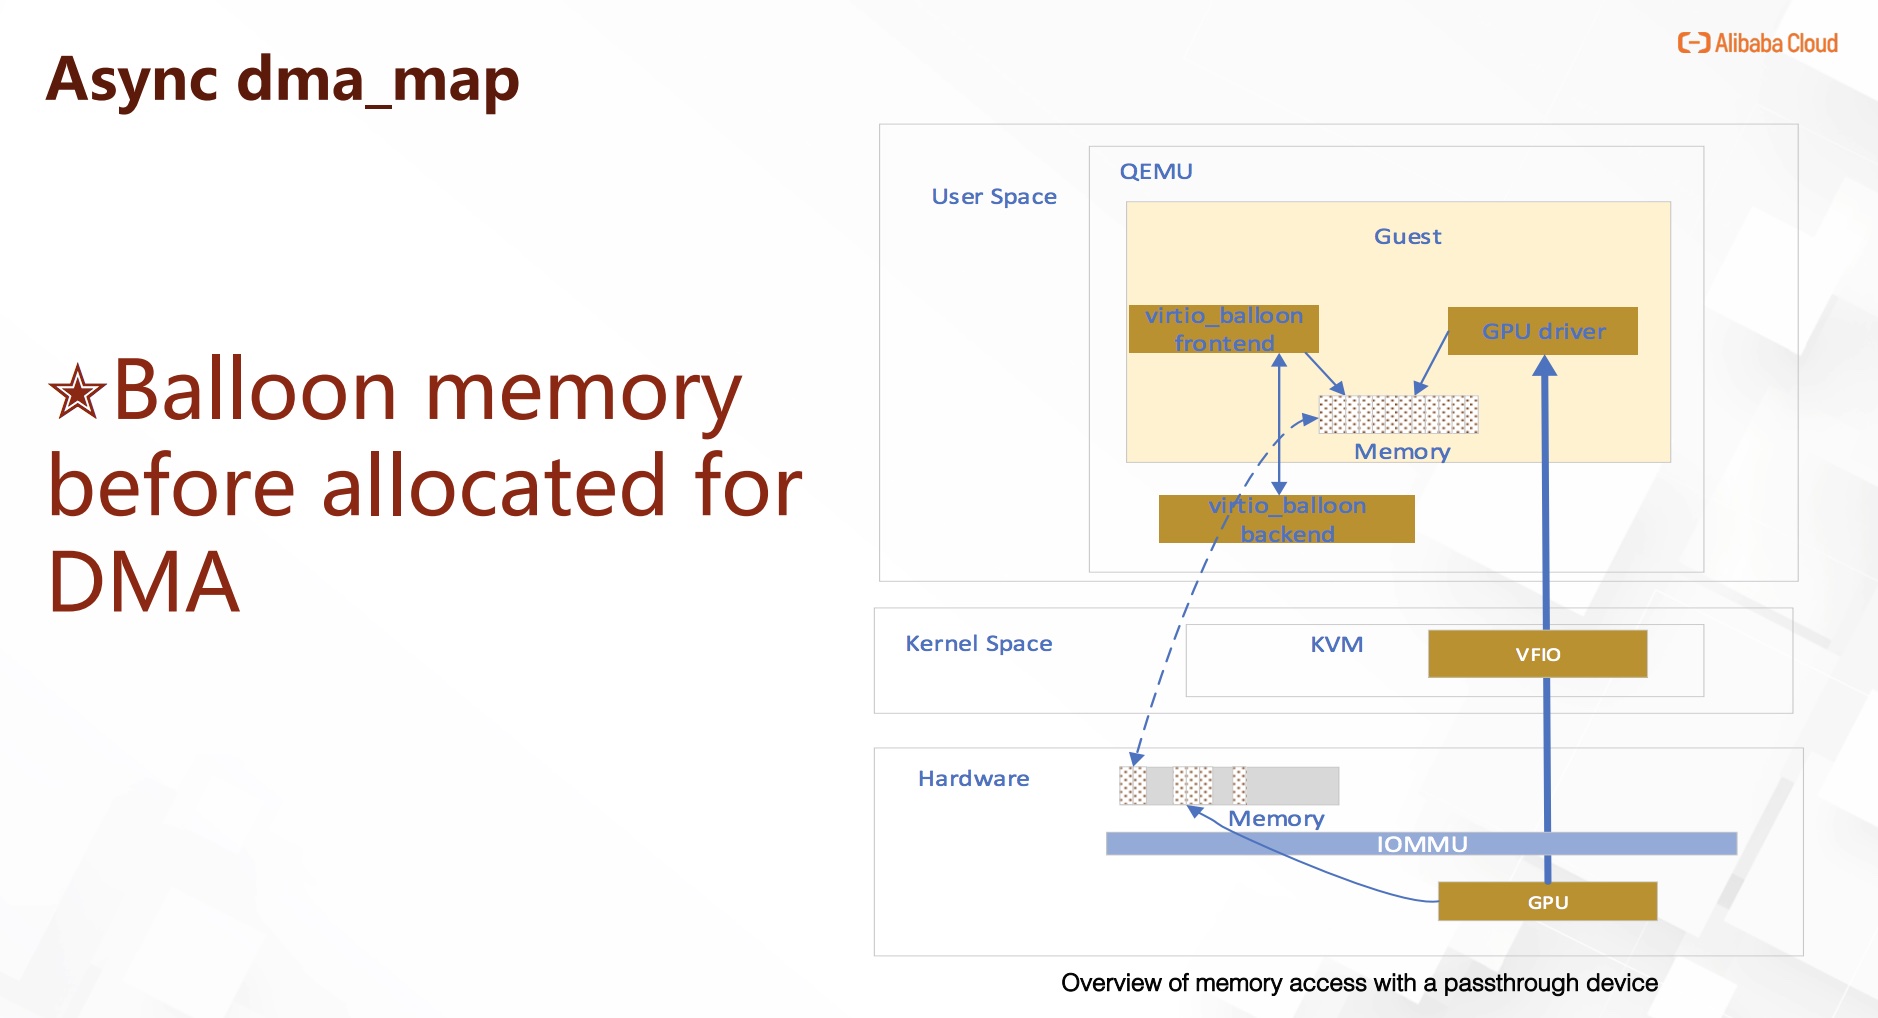 Alibaba Cloud
Async dma_map
✭Balloon memory
before allocated for
DMA
QEMU
User Space
Guest
virtio_balloon
frontend
GPU driver
Memory
virtio_balloon
backend
Kernel Space
KVM
VFIO
Hardware
Memory
IOMMU
GPU
Overview of memory access with a passthrough device